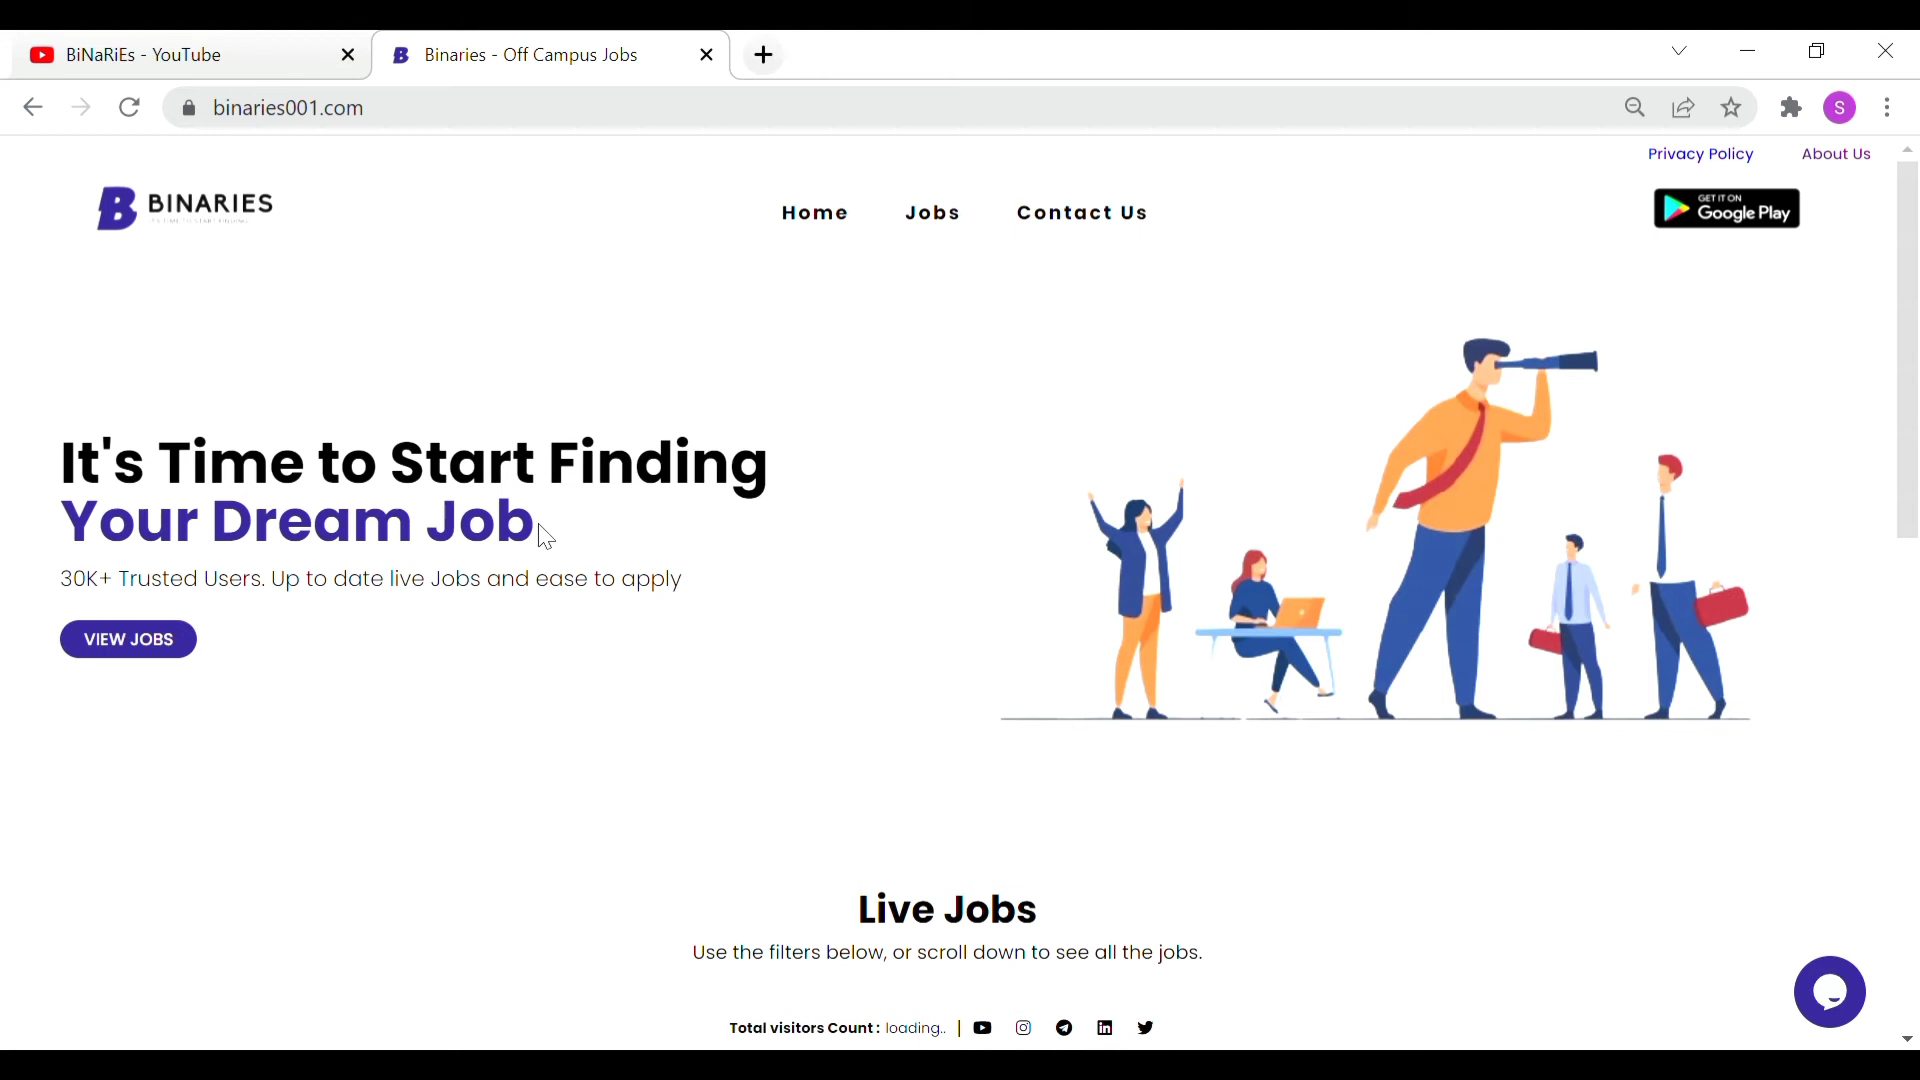 BiNaRiEs - YouTube
Binaries - Off Campus Jobs
binaries001.com
S
Privacy Policy
About Us
BINARIES
Home
Jobs
Contact Us
GET IT ON
Google Play
It's Time to Start Finding
Your Dream Job
30K+ Trusted Users. Up to date live Jobs and ease to apply
VIEW JOBS
Live Jobs
Use the filters below, or scroll down to see all the jobs.
Total visitors Count : loading.. |